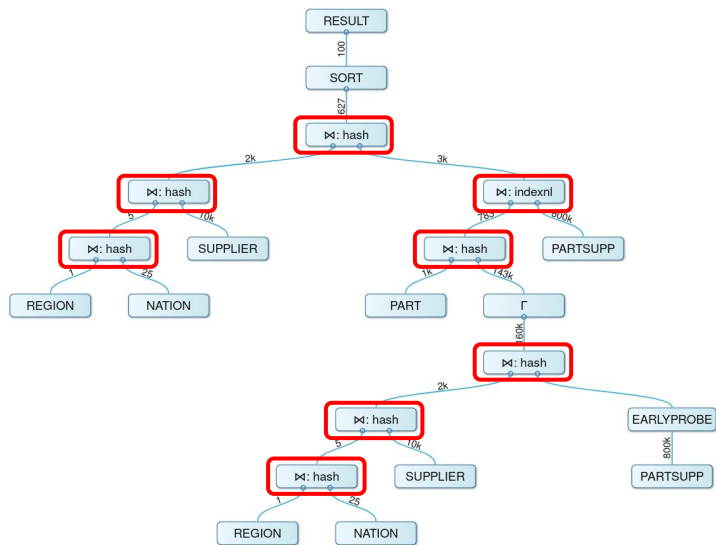 RESULT
100
SORT
627
⋈: hash
2k 3k
⋈: hash ⋈: indexnl
5 10k 783 800k
⋈: hash SUPPLIER ⋈: hash PARTSUPP
1 25 1k 143k
REGION NATION PART Γ
160k
⋈: hash
2k
⋈: hash EARLYPROBE
5 10k 800k
⋈: hash SUPPLIER PARTSUPP
1 25
REGION NATION